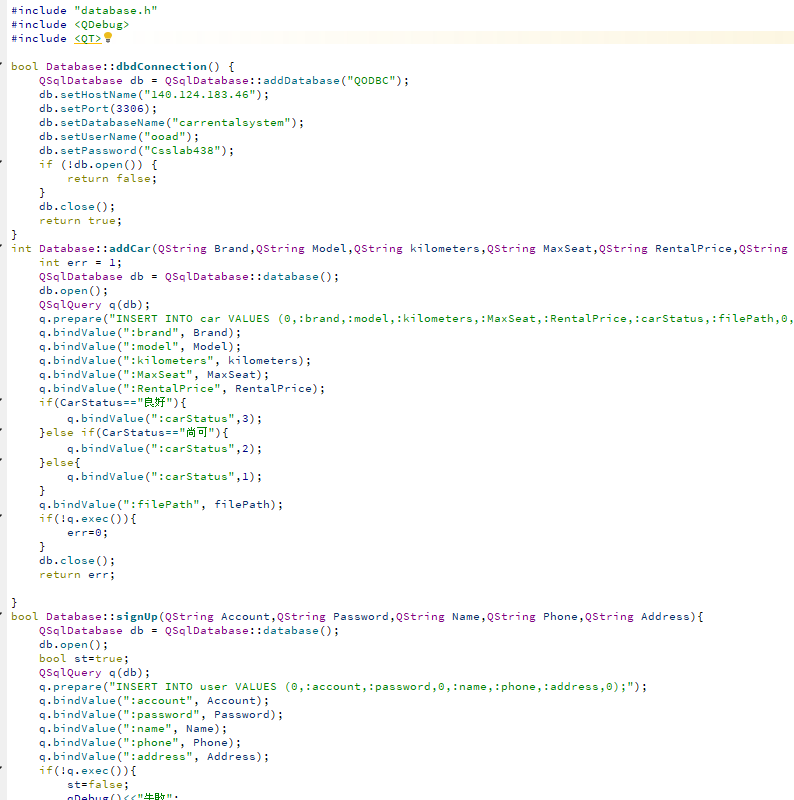 #include "database.h"
#include <QDebug>
#include <QT>
bool Database::dbdConnection() {
    QSqlDatabase db = QSqlDatabase::addDatabase("QODBC");
    db.setHostName("140.124.183.46");
    db.setPort(3306);
    db.setDatabaseName("carrentalsystem");
    db.setUserName("ooad");
    db.setPassword("Csslab438");
    if (!db.open()) {
        return false;
    }
    db.close();
    return true;
}
int Database::addCar(QString Brand,QString Model,QString kilometers,QString MaxSeat,QString RentalPrice,QString
    int err = 1;
    QSqlDatabase db = QSqlDatabase::database();
    db.open();
    QSqlQuery q(db);
    q.prepare("INSERT INTO car VALUES (0,:brand,:model,:kilometers,:MaxSeat,:RentalPrice,:carStatus,:filePath,0,
    q.bindValue(":brand", Brand);
    q.bindValue(":model", Model);
    q.bindValue(":kilometers", kilometers);
    q.bindValue(":MaxSeat", MaxSeat);
    q.bindValue(":RentalPrice", RentalPrice);
    if(CarStatus=="良好"){
        q.bindValue(":carStatus",3);
    }else if(CarStatus=="尚可"){
        q.bindValue(":carStatus",2);
    }else{
        q.bindValue(":carStatus",1);
    }
    q.bindValue(":filePath", filePath);
    if(!q.exec()){
        err=0;
    }
    db.close();
    return err;
}
bool Database::signUp(QString Account,QString Password,QString Name,QString Phone,QString Address){
    QSqlDatabase db = QSqlDatabase::database();
    db.open();
    bool st=true;
    QSqlQuery q(db);
    q.prepare("INSERT INTO user VALUES (0,:account,:password,0,:name,:phone,:address,0);");
    q.bindValue(":account", Account);
    q.bindValue(":password", Password);
    q.bindValue(":name", Name);
    q.bindValue(":phone", Phone);
    q.bindValue(":address", Address);
    if(!q.exec()){
        st=false;
        qDebug()<<"失敗";